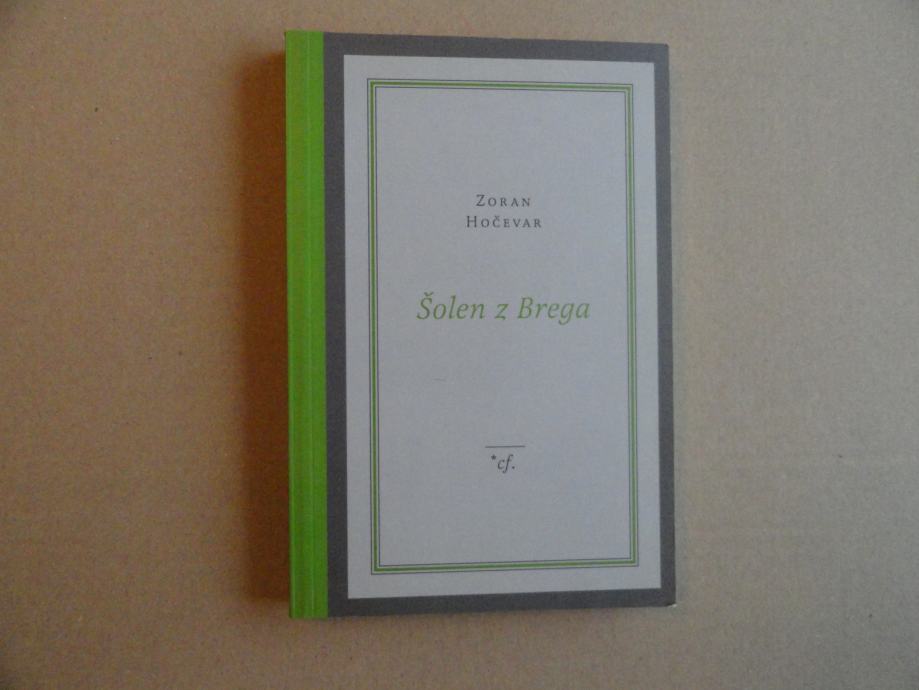 Zoran
Hočevar
Šolen z Brega
*cf.